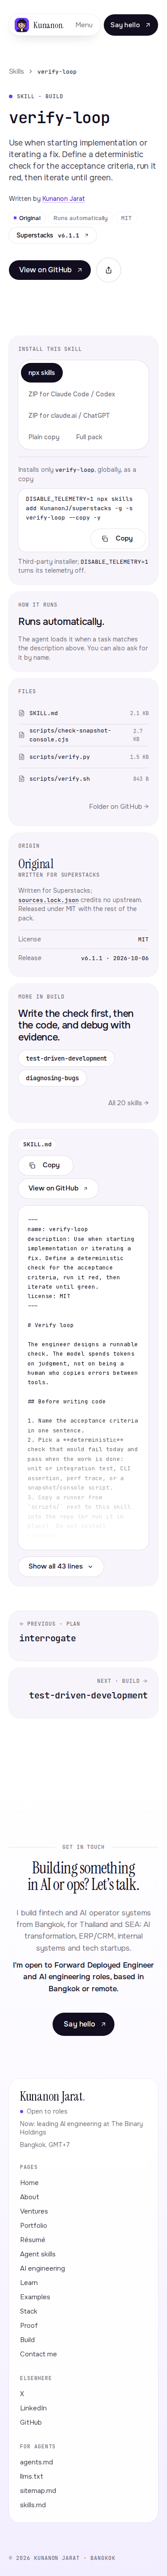 Kunanon.
Menu
Say hello ↗
Skills > verify-loop
SKILL · BUILD
verify-loop
Use when implementation or
iterating a fix. Define a deterministic
check for the acceptance criteria, run
it red, then iterate until green.
Written by Kunanon Jarat
Original
Runs automatically
MIT
Superstacks v6.1.1 ↗
View on GitHub ↗
INSTALL THIS SKILL
npx skills
ZIP for Claude Code / Codex
ZIP for claude.ai / ChatGPT
Plain copy
Full pack
Installs only verify-loop, globally, as a
copy
DISABLE_TELEMETRY=1 npx skills
add KunanonJ/superstacks -g -s
verify-loop --copy -y
Copy
Third-party installer; DISABLE_TELEMETRY=1
turns its telemetry off.
HOW IT RUNS
Runs automatically.
The agent loads it when a task matches
the description above. You can also ask for
it by name.
FILES
SKILL.md 2.1 KB
scripts/check-snapshot-
console.cjs
2.7
KB
scripts/verify.py 1.5 KB
scripts/verify.sh 843 B
Folder on GitHub →
ORIGIN
Original
WRITTEN FOR SUPERSTACKS
Written for Superstacks;
sources.lock.json credits no upstream.
Released under MIT with the rest of the
pack.
License MIT
Release v6.1.1 · 2026-10-06
MORE IN BUILD
Write the check first, then
the code, and debug with
evidence.
test-driven-development
diagnosing-bugs
All 20 skills →
SKILL.md
Copy
View on GitHub ↗
---
name: verify-loop
description: Use when starting
implementation or iterating a
fix. Define a deterministic
check for the acceptance
criteria, run it red, then
iterate until green.
license: MIT
---
# Verify loop
The engineer designs a runnable
check. The model spends tokens
on judgment, not on being a
human who copies errors between
tools.
## Before writing code
1. Name the acceptance criteria
in one sentence.
2. Pick a **deterministic**
check that would fail today and
pass when the work is done:
unit or integration test, CLI
assertion, perf trace, or a
snapshot/console script.
3. Copy a runner from
`scripts/` next to this skill
into the repo (or run it in
Show all 43 lines
← PREVIOUS · PLAN
interrogate
NEXT · BUILD →
test-driven-development
GET IN TOUCH
Building something
in AI or ops? Let's talk.
I build fintech and AI operator systems
from Bangkok, for Thailand and SEA: AI
transformation, ERP/CRM, internal
systems and tech startups.
I'm open to Forward Deployed Engineer
and AI engineering roles, based in
Bangkok or remote.
Say hello ↗
Kunanon Jarat.
Open to roles
Now: leading AI engineering at The Binary
Holdings
Bangkok, GMT+7
PAGES
Home
About
Ventures
Portfolio
Résumé
Agent skills
AI engineering
Learn
Examples
Stack
Proof
Build
Contact me
ELSEWHERE
X
LinkedIn
GitHub
FOR AGENTS
agents.md
llms.txt
sitemap.md
skills.md
© 2026 KUNANON JARAT · BANGKOK